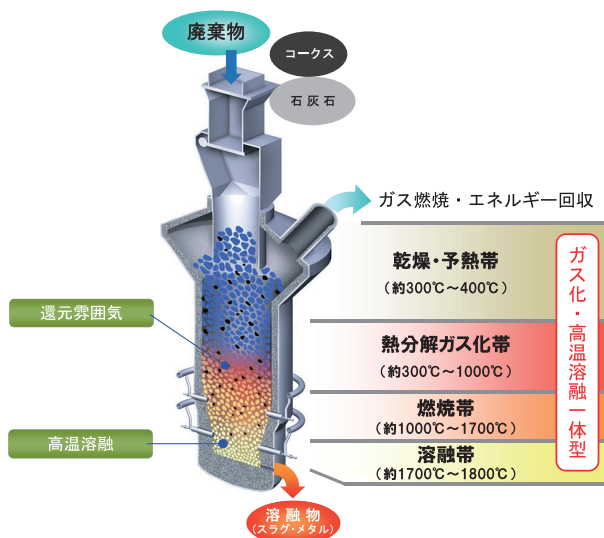 廃棄物
コークス
石灰石
ガス燃焼・エネルギー回収
乾燥・予熱帯
(約300℃～400℃)
還元雰囲気
熱分解ガス化帯
(約300℃～1000℃)
燃焼帯
(約1000℃～1700℃)
高温溶融
溶融帯
(約1700℃～1800℃)
ガス化・高温溶融一体型
溶融物
(スラグ・メタル)